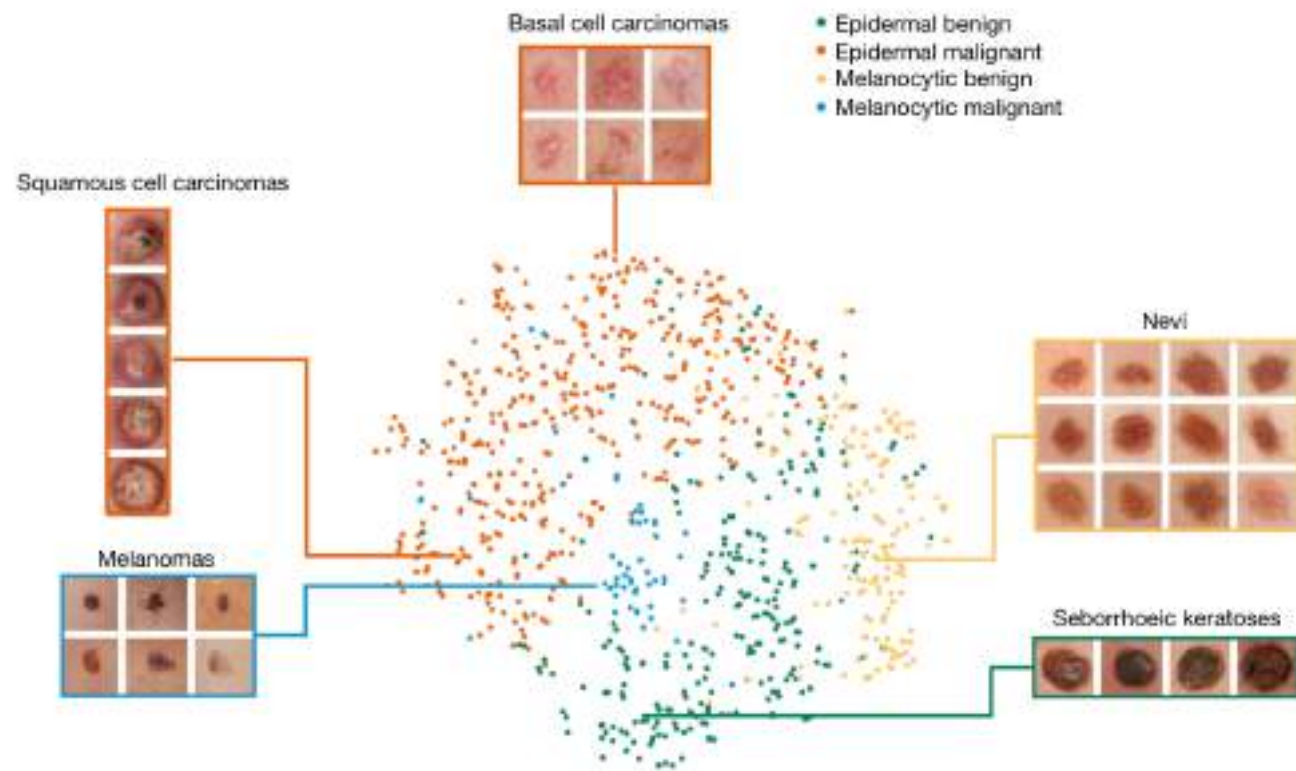 Basal cell carcinomas
Epidermal benign
Epidermal malignant
Melanocytic benign
Melanocytic malignant
Squamous cell carcinomas
Nevi
Melanomas
Seborrhoeic keratoses